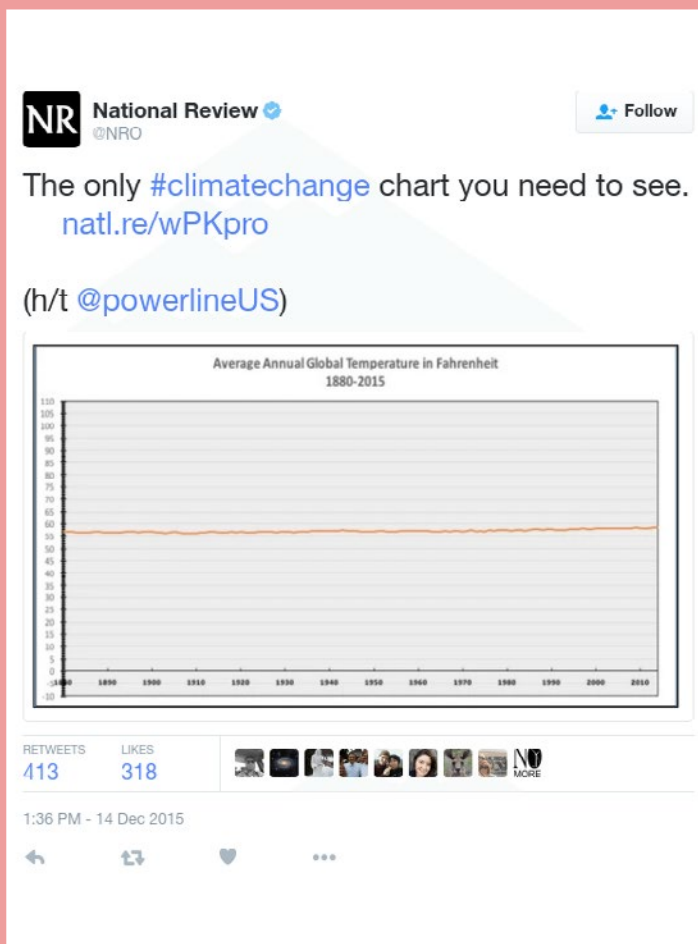 NR
National Review
@NRO
Follow
The only #climatechange chart you need to see.
natl.re/wPKpro
(h/t @powerlineUS)
Average Annual Global Temperature in Fahrenheit
1880-2015
110
105
100
95
90
85
80
75
70
65
60
55
50
45
40
35
30
25
20
15
10
5
0
-5
-10
1880 1890 1900 1910 1920 1930 1940 1950 1960 1970 1980 1990 2000 2010
RETWEETS LIKES
413 318
NO
MORE
1:36 PM - 14 Dec 2015